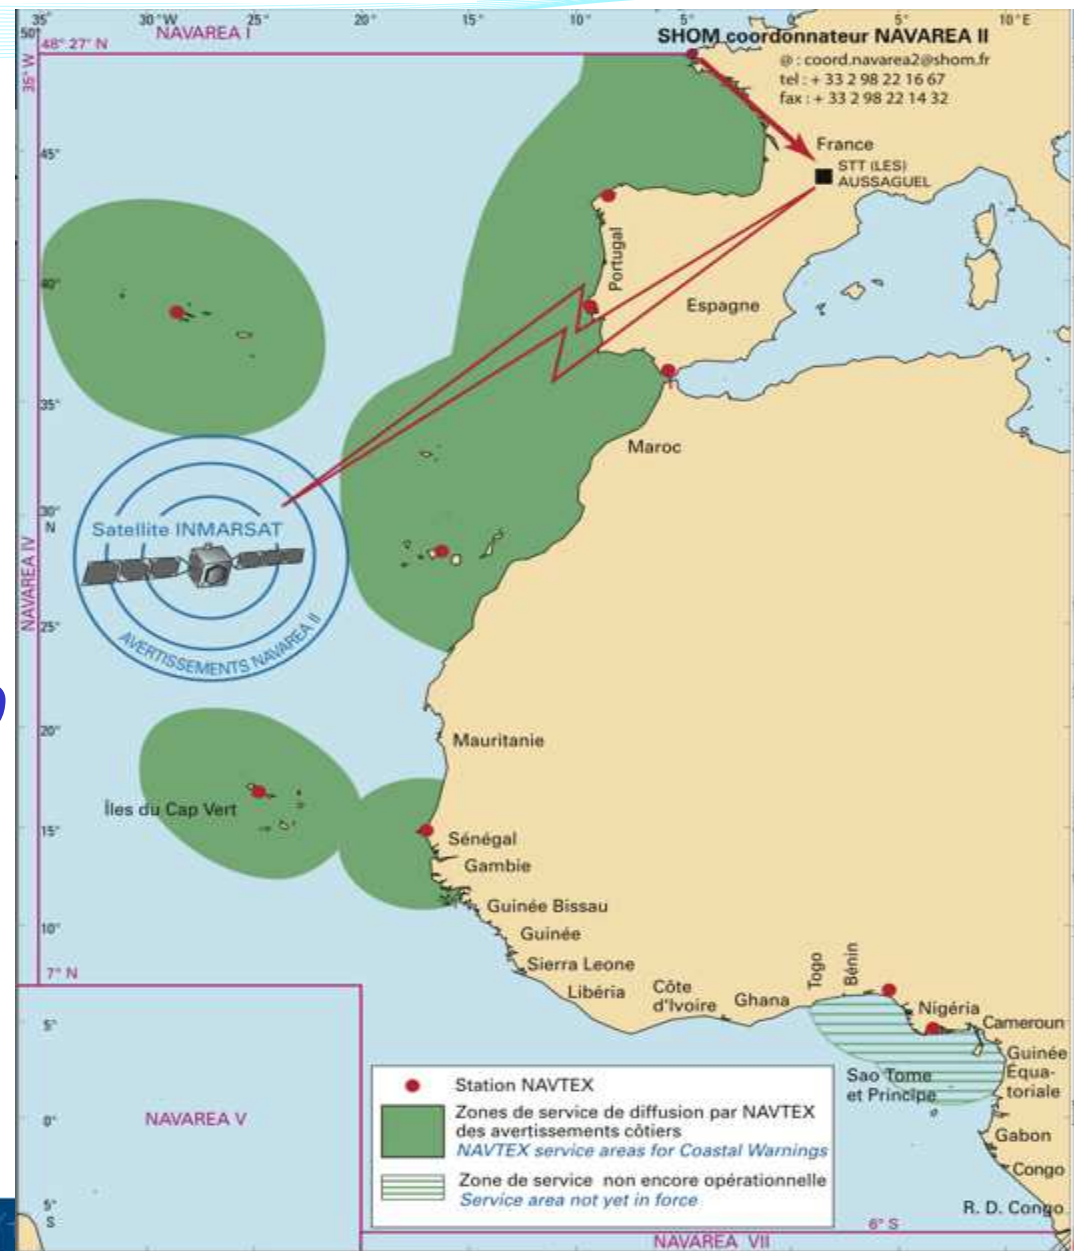 35°
30°W
25°
20°
15°
10°
5°
0°
5°
10°E
50°
NAVAREA I
48° 27' N
35° W
SHOM coordonnateur NAVAREA II
@ : coord.navarea2@shom.fr
tel : + 33 2 98 22 16 67
fax : + 33 2 98 22 14 32
45°
France
STT (LES)
AUSSAGUEL
40°
Portugal
Espagne
35°
Maroc
30°
N
Satellite INMARSAT
AVERTISSEMENTS NAVAREA II
NAVAREA IV
25°
20°
Mauritanie
Îles du Cap Vert
15°
Sénégal
Gambie
Guinée Bissau
10°
Guinée
Sierra Leone
Libéria
Côte
d'Ivoire
Ghana
Togo
Bénin
Nigéria
Cameroun
Guinée
Équa-
toriale
Sao Tome
et Principe
Gabon
Congo
R. D. Congo
7° N
5°
0°
5°
S
NAVAREA V
Station NAVTEX
Zones de service de diffusion par NAVTEX
des avertissements côtiers
NAVTEX service areas for Coastal Warnings
Zone de service non encore opérationnelle
Service area not yet in force
6° S
NAVAREA VII